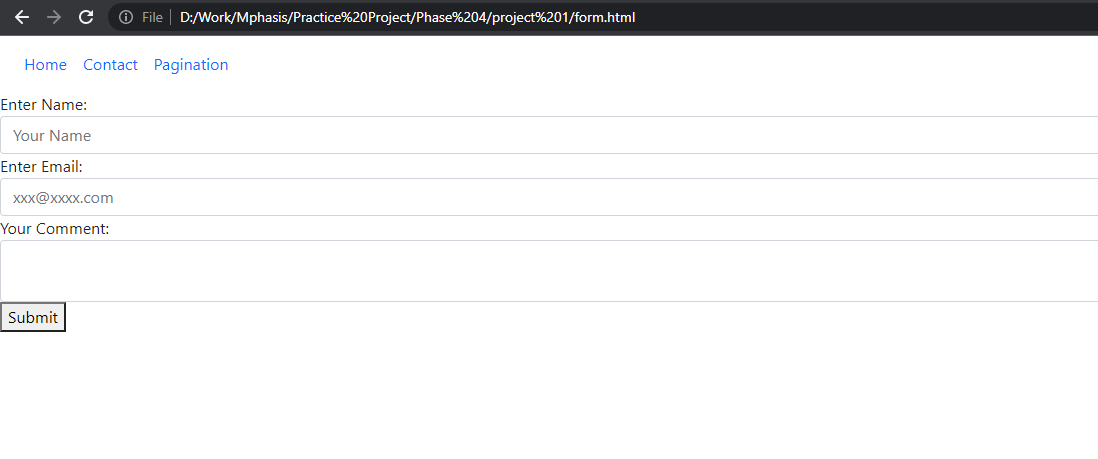 File D:/Work/Mphasis/Practice%20Project/Phase%204/project%201/form.html
Home Contact Pagination
Enter Name:
Your Name
Enter Email:
xxx@xxxx.com
Your Comment:
Submit